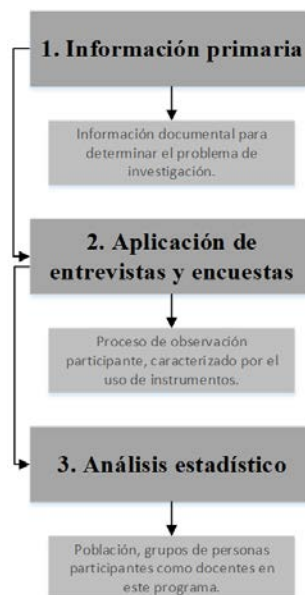 1. Información primaria
Información documental para
determinar el problema de
investigación.
2. Aplicación de
entrevistas y encuestas
Proceso de observación
participante, caracterizado por el
uso de instrumentos.
3. Análisis estadístico
Población, grupos de personas
participantes como docentes en
este programa.